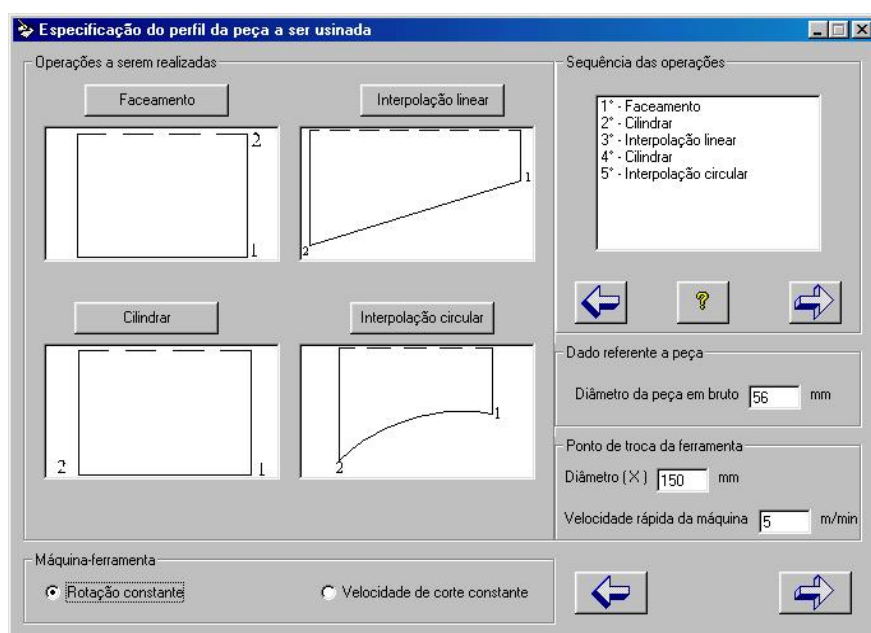 Especificação do perfil da peça a ser usinada
Operações a serem realizadas
Faceamento
Interpolação linear
2
1
1
2
Cilindrar
Interpolação circular
2
1
1
2
Máquina-ferramenta
Rotação constante
Velocidade de corte constante
Sequência das operações
1° - Faceamento
2° - Cilindrar
3° - Interpolação linear
4° - Cilindrar
5° - Interpolação circular
?
Dado referente a peça
Diâmetro da peça em bruto 56 mm
Ponto de troca da ferramenta
Diâmetro ( X ) 150 mm
Velocidade rápida da máquina 5 m/min